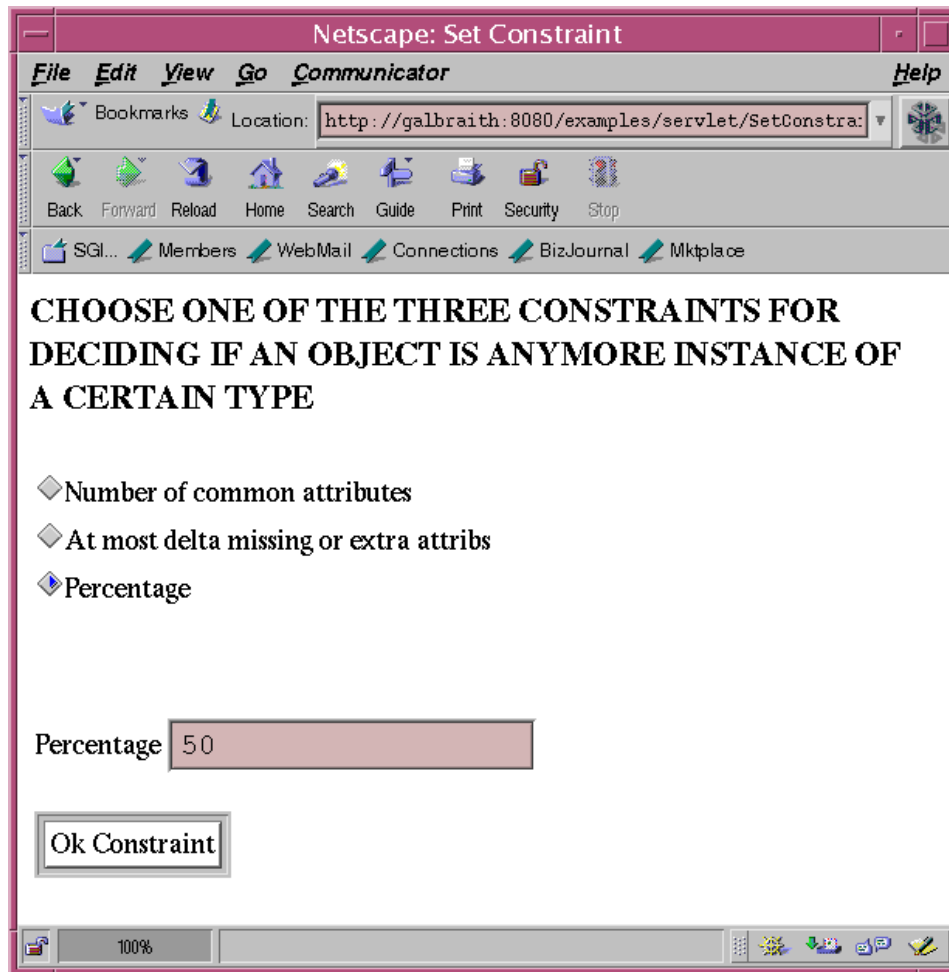 Netscape: Set Constraint
File Edit View Go Communicator Help
Bookmarks Location: http://galbraith:8080/examples/servlet/SetConstra
Back Forward Reload Home Search Guide Print Security Stop
SGI... Members WebMail Connections BizJournal Mktplace
CHOOSE ONE OF THE THREE CONSTRAINTS FOR
DECIDING IF AN OBJECT IS ANYMORE INSTANCE OF
A CERTAIN TYPE
Number of common attributes
At most delta missing or extra attribs
Percentage
Percentage 50
Ok Constraint
100%